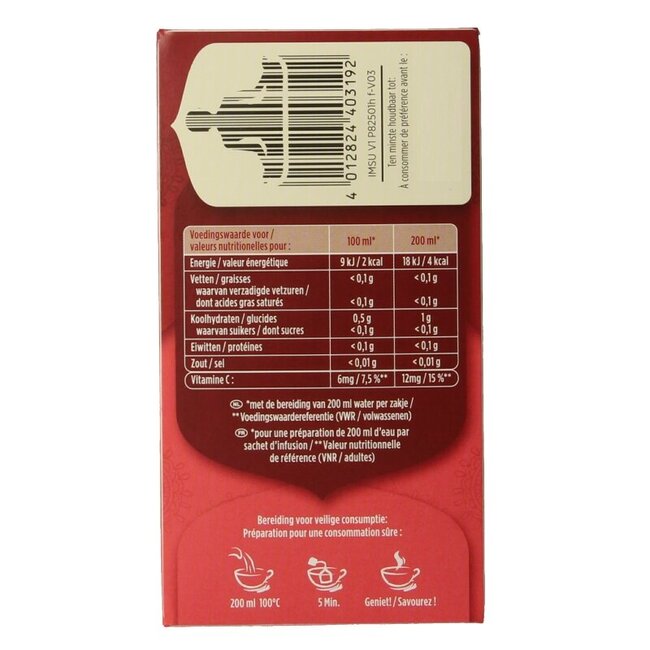 4 012824 403192
IMSU V1 P82501h f-V03
Ten minste houdbaar tot:
À consommer de préférence avant le :
Voedingswaarde voor /
valeurs nutritionelles pour :
100 ml*
200 ml*
Energie / valeur énergétique 9 kJ / 2 kcal 18 kJ / 4 kcal
Vetten / graisses < 0,1 g < 0,1 g
waarvan verzadigde vetzuren /
dont acides gras saturés < 0,1 g < 0,1 g
Koolhydraten / glucides 0,5 g 1 g
waarvan suikers / dont sucres < 0,1 g < 0,1 g
Eiwitten / protéines < 0,1 g < 0,1 g
Zout / sel < 0,01 g < 0,01 g
Vitamine C : 6mg / 7,5 %** 12mg / 15 %**
NL *met de bereiding van 200 ml water per zakje /
**Voedingswaardereferentie (VWR / volwassenen)
FR *pour une préparation de 200 ml d'eau par
sachet d'infusion / **Valeur nutritionnelle
de référence (VNR / adultes)
Bereiding voor veilige consumptie:
Préparation pour une consommation sûre :
200 ml 100°C
5 Min.
Geniet! / Savourez !